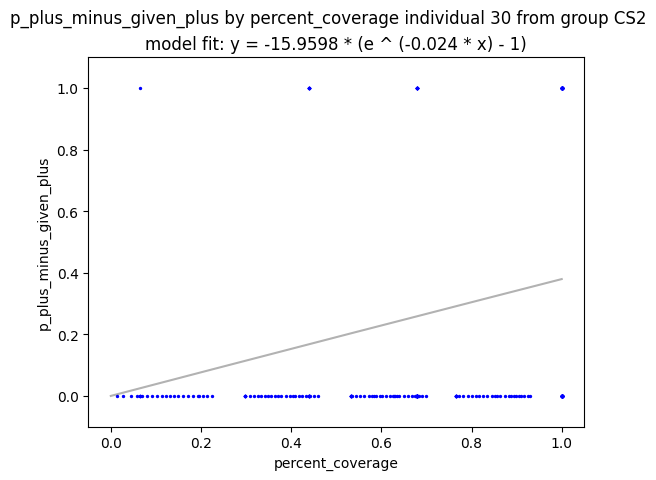 p_plus_minus_given_plus by percent_coverage individual 30 from group CS2
model fit: y = -15.9598 * (e ^ (-0.024 * x) - 1)
1.0
0.8
0.6
0.4
0.2
0.0
p_plus_minus_given_plus
0.0 0.2 0.4 0.6 0.8 1.0
percent_coverage